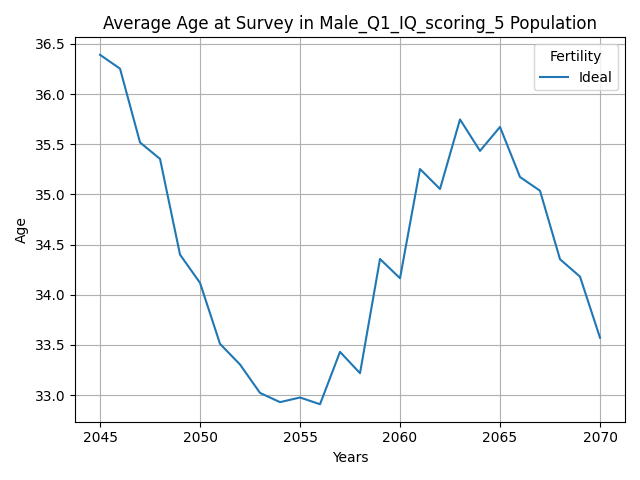 Average Age at Survey in Male_Q1_IQ_scoring_5 Population
Fertility
Ideal
36.5
36.0
35.5
35.0
34.5
34.0
33.5
33.0
Age
2045 2050 2055 2060 2065 2070
Years